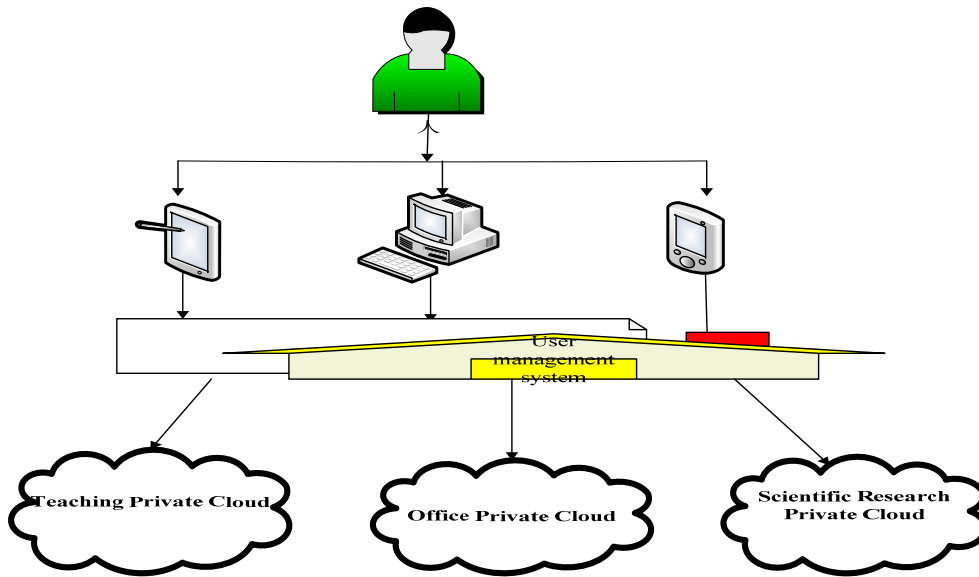 User
management
system
Teaching Private Cloud
Office Private Cloud
Scientific Research
Private Cloud